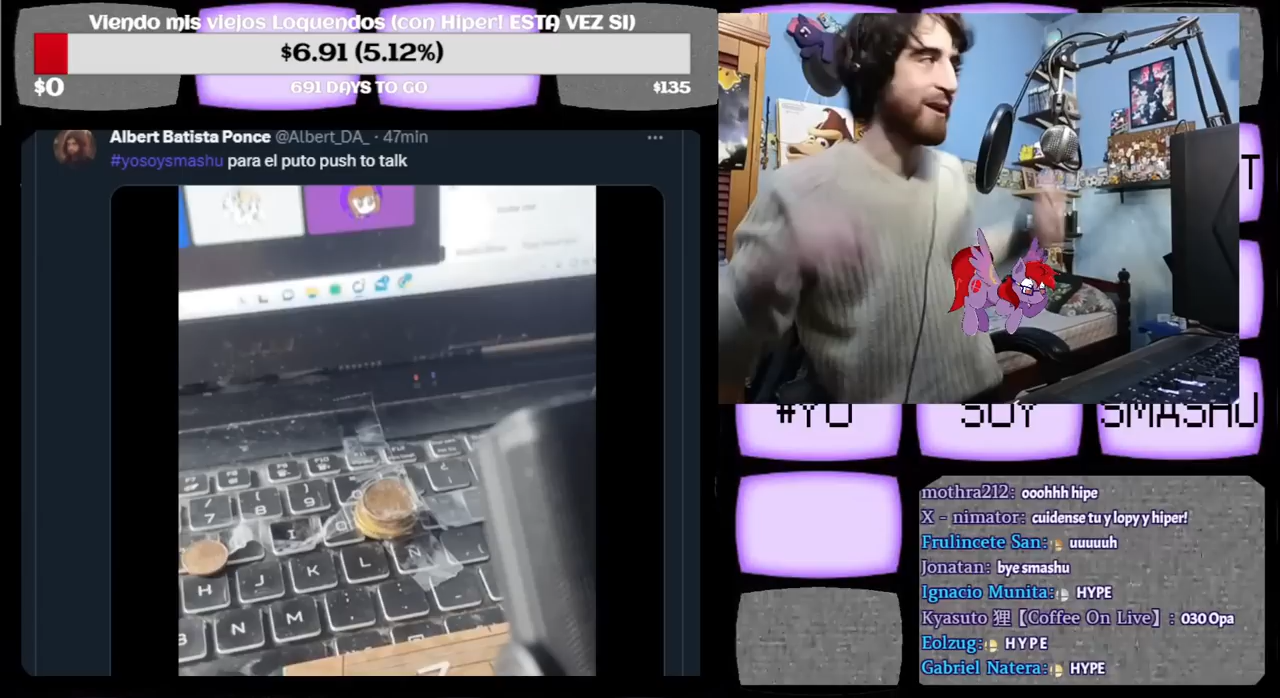 Viendo mis viejos Loquendos (con Hiper! ESTA VEZ SI)
$6.91 (5.12%)
$0
691 DAYS TO GO
$135
Albert Batista Ponce @Albert_DA_ · 47min
#yosoysmashu para el puto push to talk
7
8
9
I
O
H
J
K
L
Ñ
B
N
M
T
#YO
SOY
SMASHU
mothra212: ooohhh hipe
X - nimator: cuidense tu y lopy y hiper!
Frulincete San: uuuuuh
Jonatan: bye smashu
Ignacio Munita: HYPE
Kyasuto 狸【Coffee On Live】: 030 Opa
Eolzug: H Y P E
Gabriel Natera: HYPE